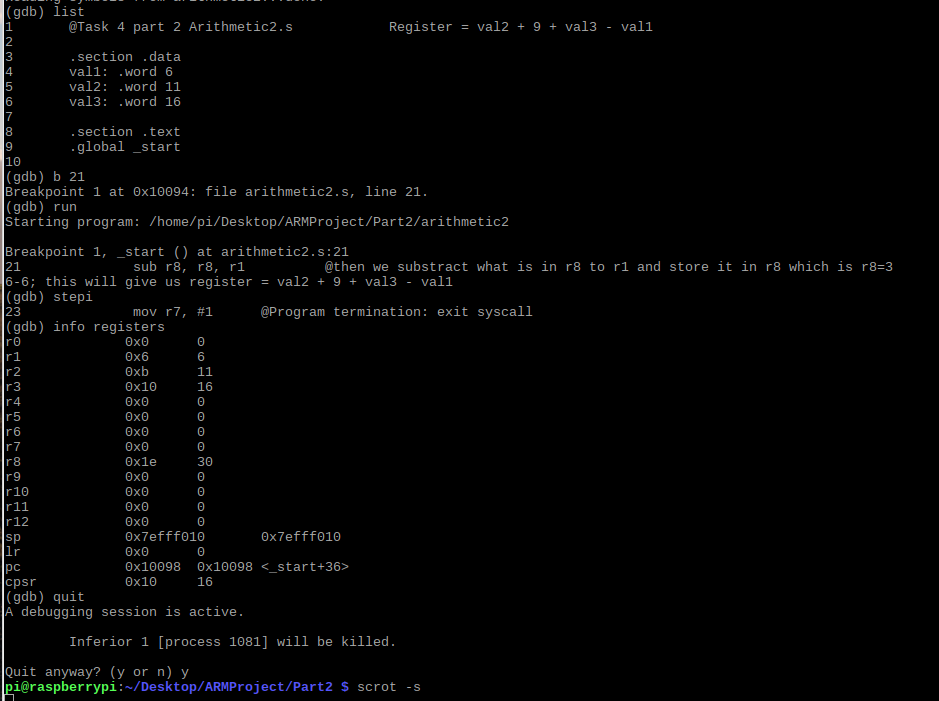 Reading symbols from arithmetic2...done.
(gdb) list
1 @Task 4 part 2 Arithmetic2.s Register = val2 + 9 + val3 - val1
2
3 .section .data
4 val1: .word 6
5 val2: .word 11
6 val3: .word 16
7
8 .section .text
9 .global _start
10
(gdb) b 21
Breakpoint 1 at 0x10094: file arithmetic2.s, line 21.
(gdb) run
Starting program: /home/pi/Desktop/ARMProject/Part2/arithmetic2
Breakpoint 1, _start () at arithmetic2.s:21
21 sub r8, r8, r1 @then we substract what is in r8 to r1 and store it in r8 which is r8=3
6-6; this will give us register = val2 + 9 + val3 - val1
(gdb) stepi
23 mov r7, #1 @Program termination: exit syscall
(gdb) info registers
r0 0x0 0
r1 0x6 6
r2 0xb 11
r3 0x10 16
r4 0x0 0
r5 0x0 0
r6 0x0 0
r7 0x0 0
r8 0x1e 30
r9 0x0 0
r10 0x0 0
r11 0x0 0
r12 0x0 0
sp 0x7efff010 0x7efff010
lr 0x0 0
pc 0x10098 0x10098 <_start+36>
cpsr 0x10 16
(gdb) quit
A debugging session is active.
Inferior 1 [process 1081] will be killed.
Quit anyway? (y or n) y
pi@raspberrypi:~/Desktop/ARMProject/Part2 $ scrot -s